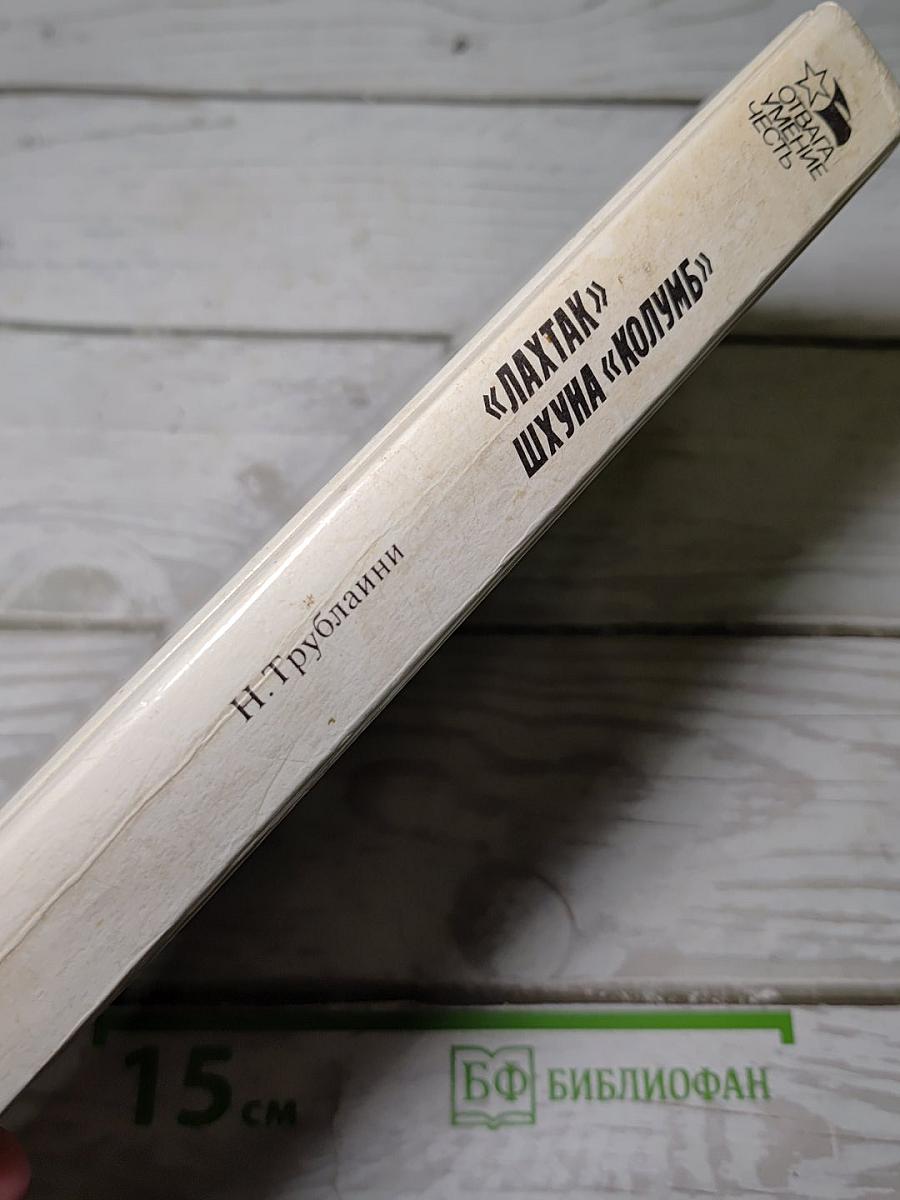 ОТВАГА
УМЕНИЕ
ЧЕСТЬ
«ЛАХТАК»
ШХУНА «КОЛУМБ»
Н. Трублаини
15 см
БФ БИБЛИОФАН